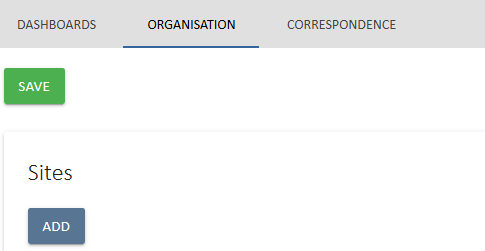 DASHBOARDS ORGANISATION CORRESPONDENCE
SAVE
Sites
ADD